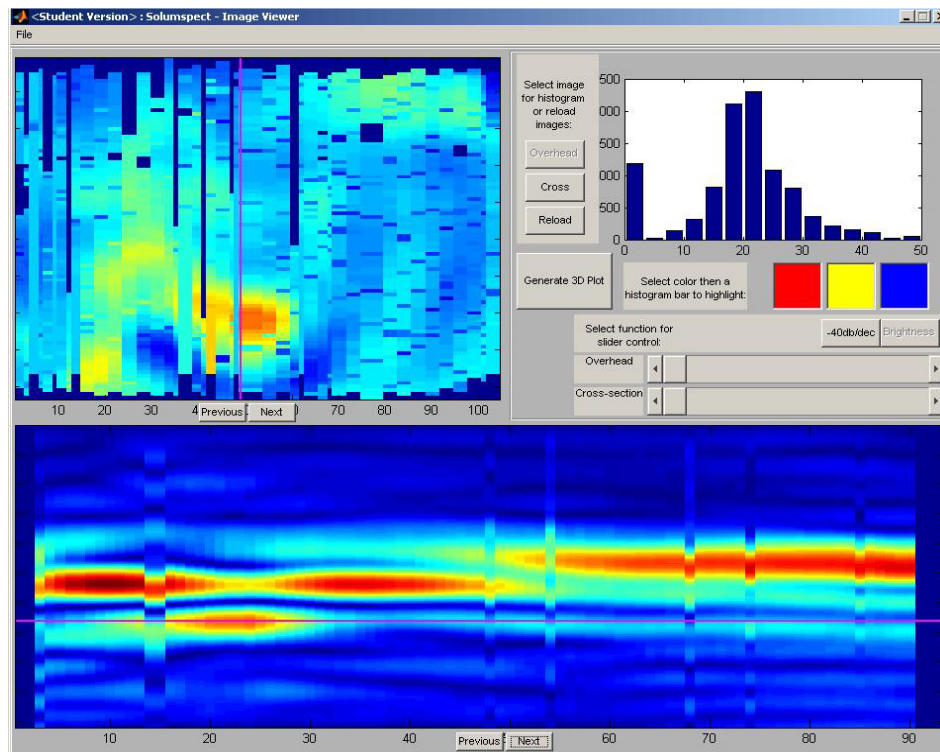 <Student Version> : Solumspect - Image Viewer
File
Select image
for histogram
or reload
images:
Overhead
Cross
Reload
500
000
500
000
500
0
0 10 20 30 40 50
Generate 3D Plot
Select color then a
histogram bar to highlight:
Select function for
slider control:
-40db/dec
Brightness
Overhead
Cross-section
10 20 30 4 60 70 80 90 100
Previous
Next
10 20 30 40 60 70 80 90
Previous
Next